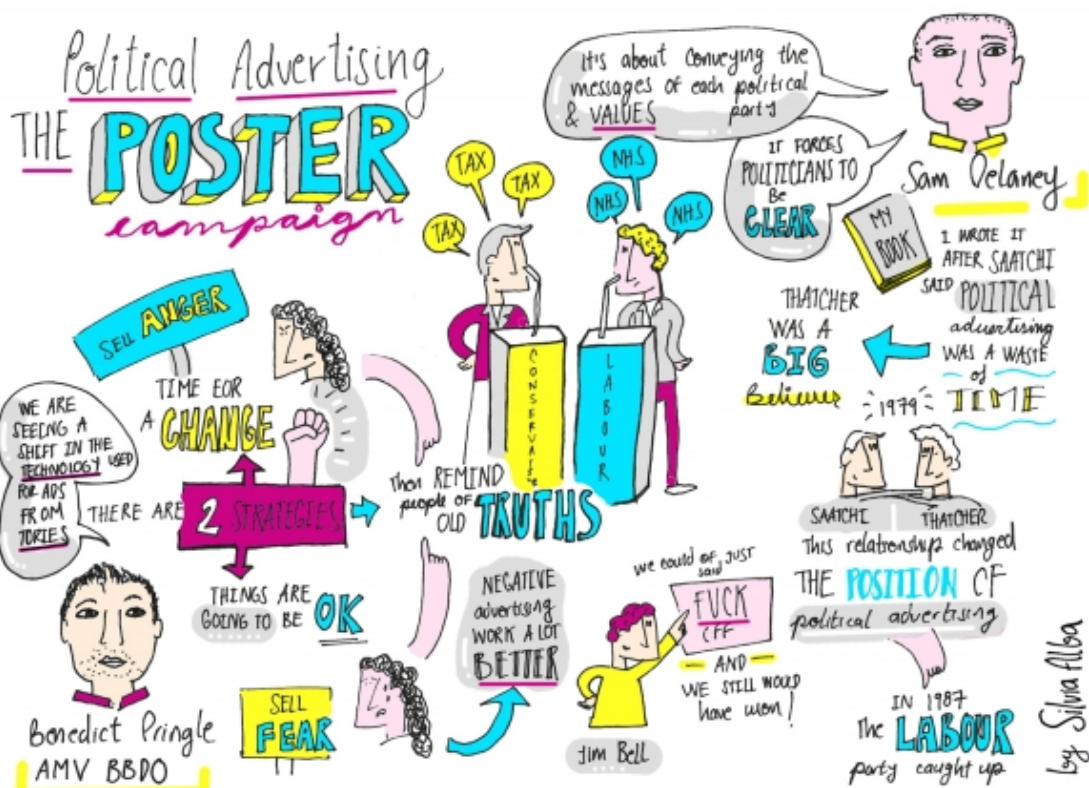 Political Advertising
THE POSTER
campaign
It's about conveying the
messages of each political
& VALUES party
Sam Delaney
IT FORCES
POLITICIANS TO
Be
CLEAR
MY
BOOK
I WROTE IT
AFTER SAATCHI
SAID POLITICAL
advertising
WAS A WASTE
of
TIME
THATCHER
WAS A
BIG
Believer
1979
SAATCHI
THATCHER
This relationship changed
THE POSITION OF
political advertising
IN 1987
The LABOUR
party caught up
TAX
TAX
TAX
NHS
NHS
NHS
CONSERVATIVE
LABOUR
SELL ANGER
TIME FOR
A CHANGE
WE ARE
SEEING A
SHIFT IN THE
TECHNOLOGY USED
FOR ADS
FROM
TORIES
THERE ARE 2 STRATEGIES
Then REMIND
people of
OLD TRUTHS
THINGS ARE
GOING TO BE OK
Benedict Pringle
AMV BBDO
SELL
FEAR
NEGATIVE
advertising
WORK A LOT
BETTER
we could of just
said
FUCK
OFF
AND
WE STILL WOULD
have won!
Jim Bell
by Silvia Alba